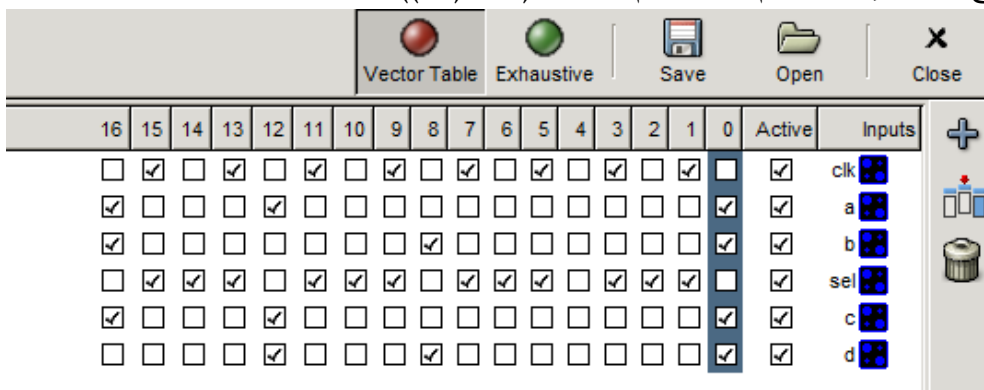 Vector Table Exhaustive Save Open Close
16 15 14 13 12 11 10 9 8 7 6 5 4 3 2 1 0 Active Inputs
clk
a
b
sel
c
d